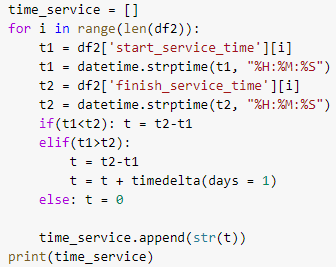 time_service = []
for i in range(len(df2)):
    t1 = df2['start_service_time'][i]
    t1 = datetime.strptime(t1, "%H:%M:%S")
    t2 = df2['finish_service_time'][i]
    t2 = datetime.strptime(t2, "%H:%M:%S")
    if(t1<t2): t = t2-t1
    elif(t1>t2):
        t = t2-t1
        t = t + timedelta(days = 1)
    else: t = 0
    time_service.append(str(t))
print(time_service)